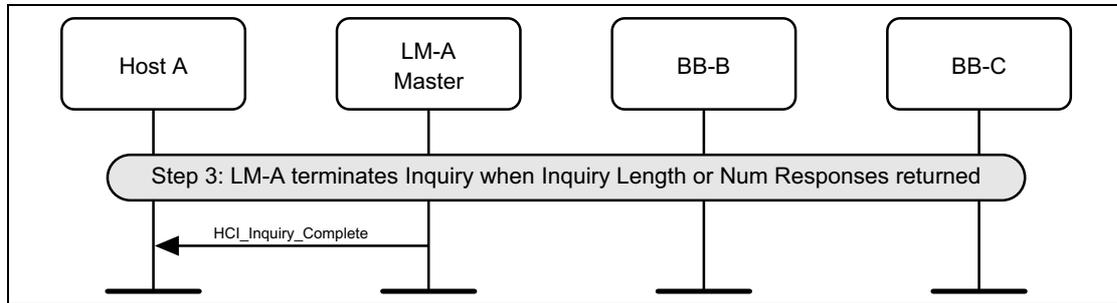 Host A
LM-A
Master
BB-B
BB-C
Step 3: LM-A terminates Inquiry when Inquiry Length or Num Responses returned
HCI_Inquiry_Complete